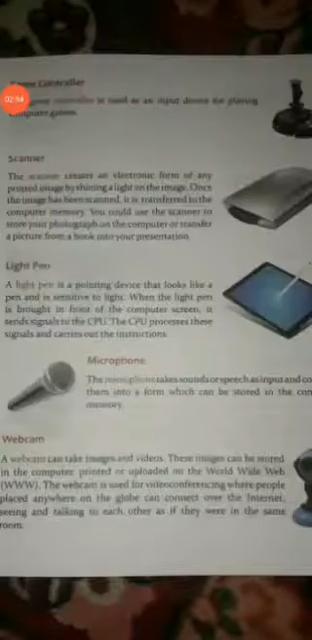 Game Controller
02:54
game controller is used as an input device for playing
computer games.
Scanner
The scanner creates an electronic form of any
printed image by shining a light on the image. Once
the image has been scanned, it is transferred to the
computer memory. You could use the scanner to
store your photograph on the computer or transfer
a picture from a book into your presentation.
Light Pen
A light pen is a pointing device that looks like a
pen and is sensitive to light. When the light pen
is brought in front of the computer screen, it
sends signals to the CPU. The CPU processes these
signals and carries out the instructions.
Microphone
The microphone takes sounds or speech as input and co
them into a form which can be stored in the com
memory.
Webcam
A webcam can take images and videos. These images can be stored
in the computer printed or uploaded on the World Wide Web
(WWW). The webcam is used for videoconferencing where people
placed anywhere on the globe can connect over the Internet,
seeing and talking to each other as if they were in the same
room.